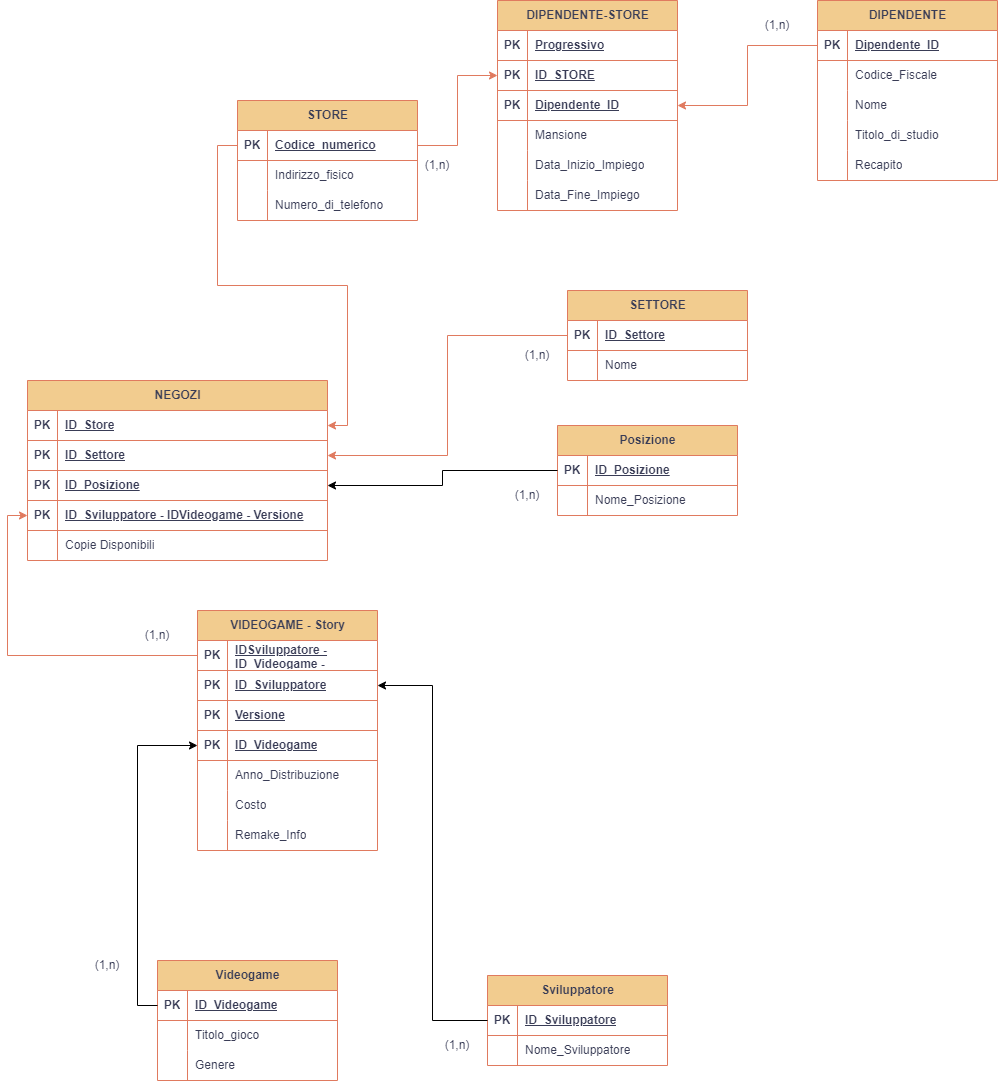 DIPENDENTE-STORE
PK Progressivo
PK ID_STORE
PK Dipendente_ID
Mansione
Data_Inizio_Impiego
Data_Fine_Impiego
(1,n)
DIPENDENTE
PK Dipendente_ID
Codice_Fiscale
Nome
Titolo_di_studio
Recapito
STORE
PK Codice_numerico
Indirizzo_fisico
Numero_di_telefono
(1,n)
SETTORE
PK ID_Settore
Nome
(1,n)
NEGOZI
PK ID_Store
PK ID_Settore
PK ID_Posizione
PK ID_Sviluppatore - IDVideogame - Versione
Copie Disponibili
Posizione
PK ID_Posizione
Nome_Posizione
(1,n)
VIDEOGAME - Story
PK IDSviluppatore -
ID_Videogame -
PK ID_Sviluppatore
PK Versione
PK ID_Videogame
Anno_Distribuzione
Costo
Remake_Info
(1,n)
(1,n)
Videogame
PK ID_Videogame
Titolo_gioco
Genere
Sviluppatore
PK ID_Sviluppatore
Nome_Sviluppatore
(1,n)